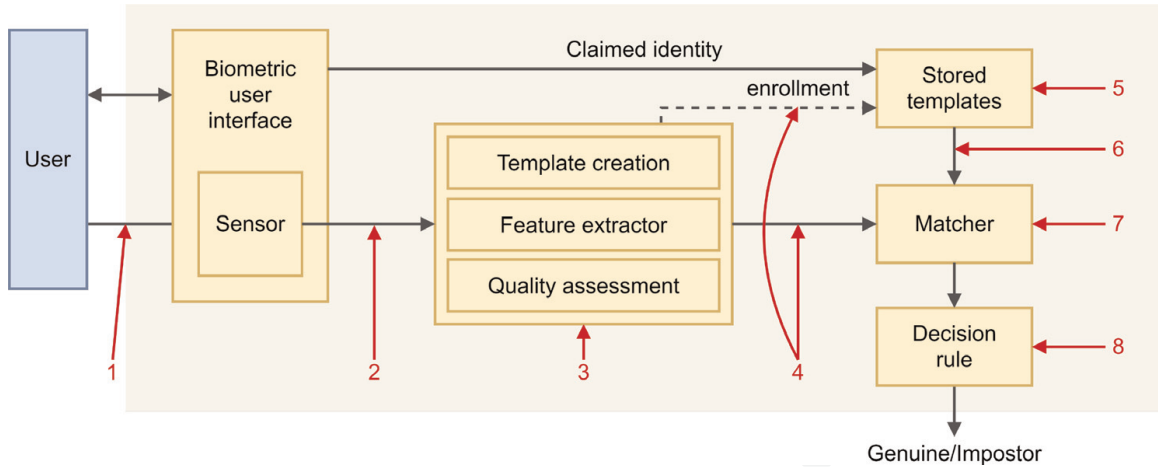 User
Biometric
user
interface
Sensor
Claimed identity
enrollment
Template creation
Feature extractor
Quality assessment
Stored
templates
Matcher
Decision
rule
Genuine/Impostor
1
2
3
4
5
6
7
8